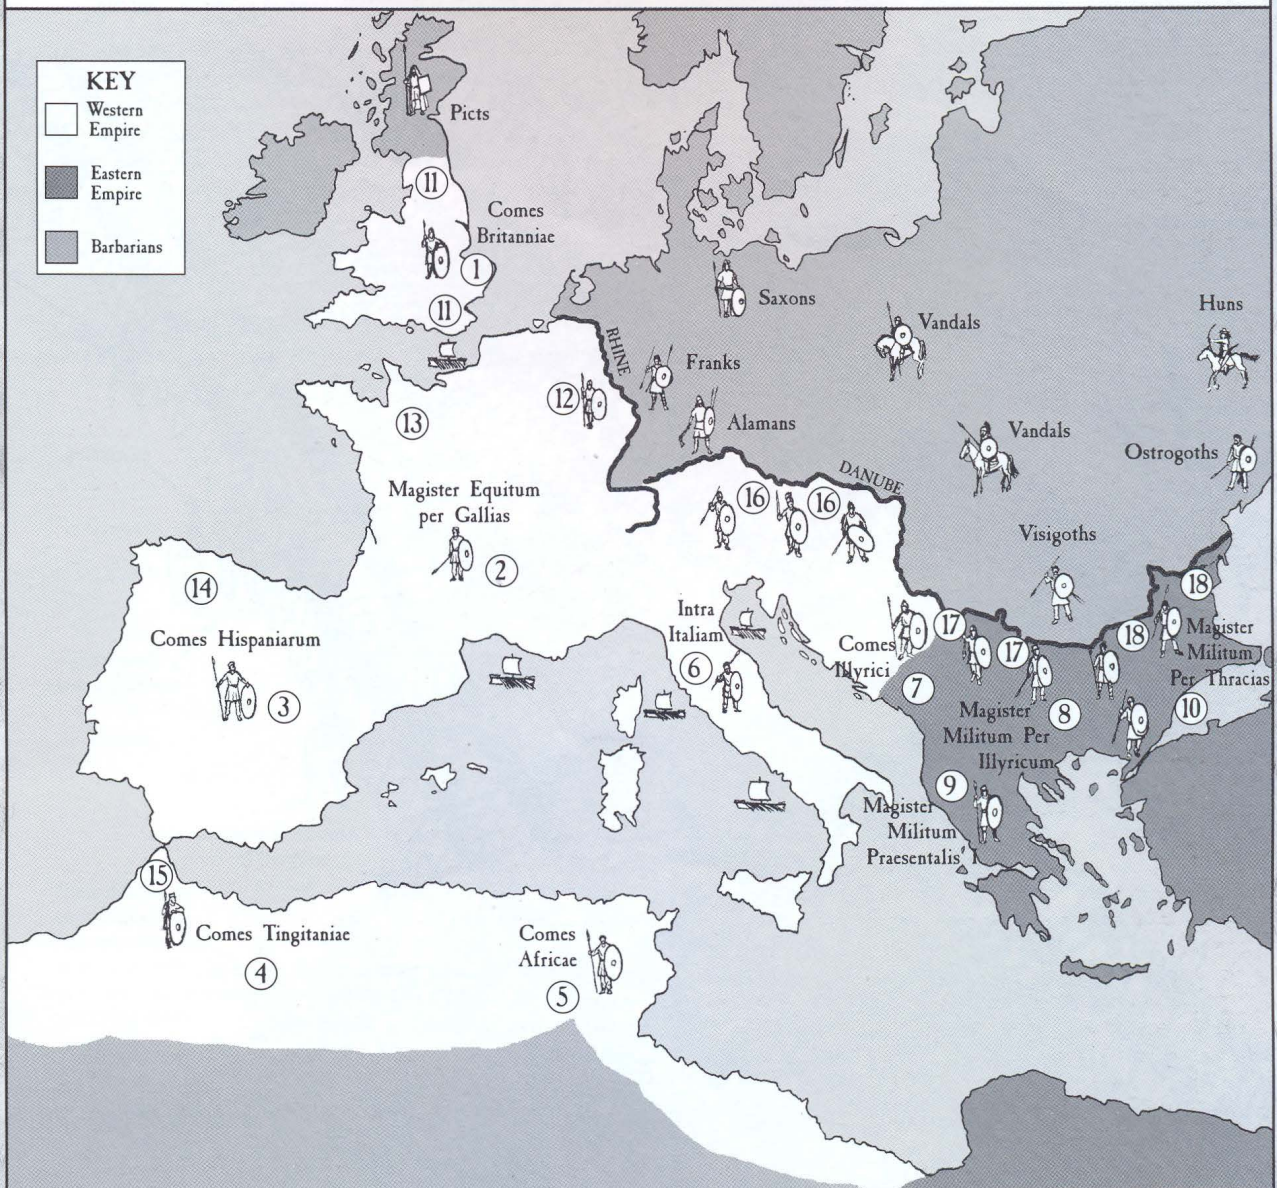 KEY
Western
Empire
Eastern
Empire
Barbarians
Picts
11
Comes
Britanniae
1
11
Saxons
Vandals
Huns
RHINE
Franks
12
13
Alamans
Vandals
Ostrogoths
DANUBE
Magister Equitum
per Gallias
2
16
16
Visigoths
14
18
Comes Hispaniarum
3
Intra
Italiam
6
Comes
Illyrici
7
17
17
18
Magister
Militum
Per Thracias
10
8
Magister
Militum Per
Illyricum
9
Magister
Militum
Praesentalis I
15
Comes Tingitaniae
4
Comes
Africae
5